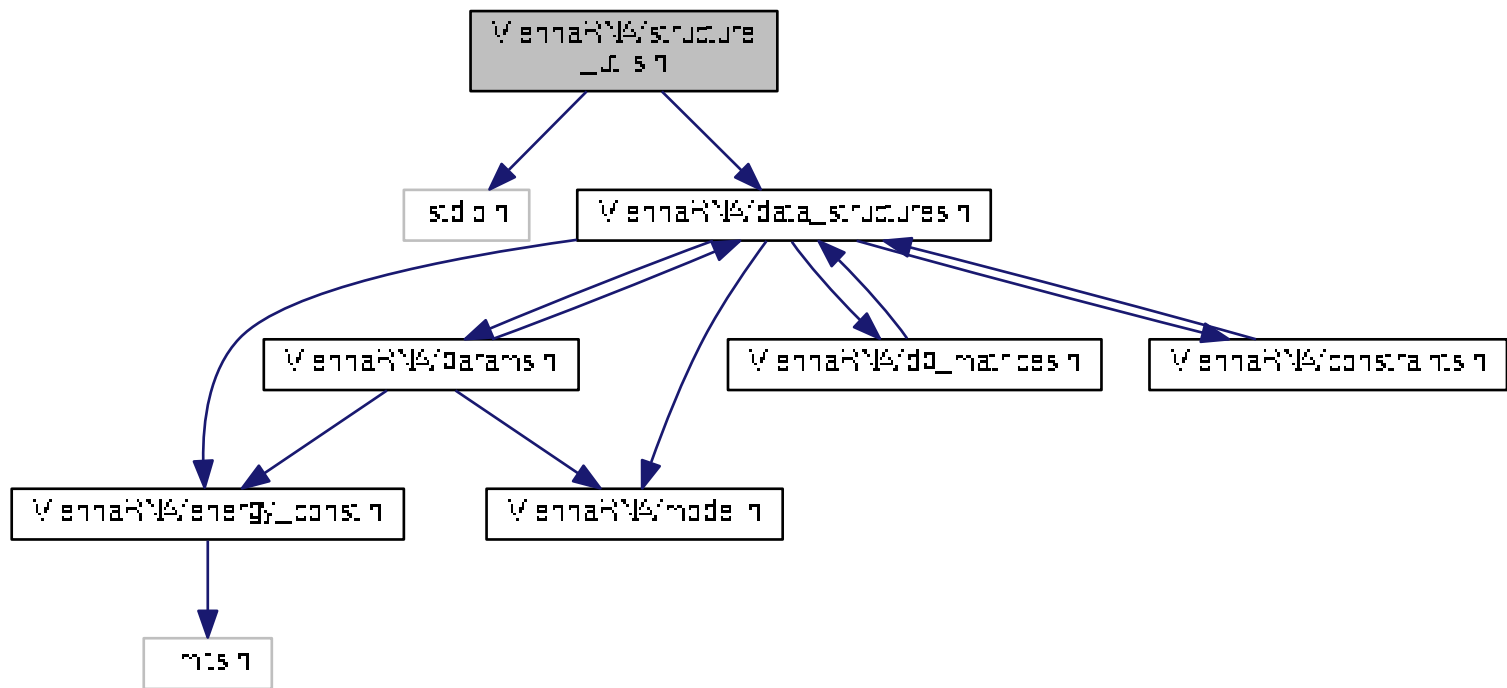 ViennaRNA/structure
_utils.h
stdio.h
ViennaRNA/data_structures.h
ViennaRNA/params.h
ViennaRNA/dp_matrices.h
ViennaRNA/constraints.h
ViennaRNA/energy_const.h
ViennaRNA/model.h
limits.h